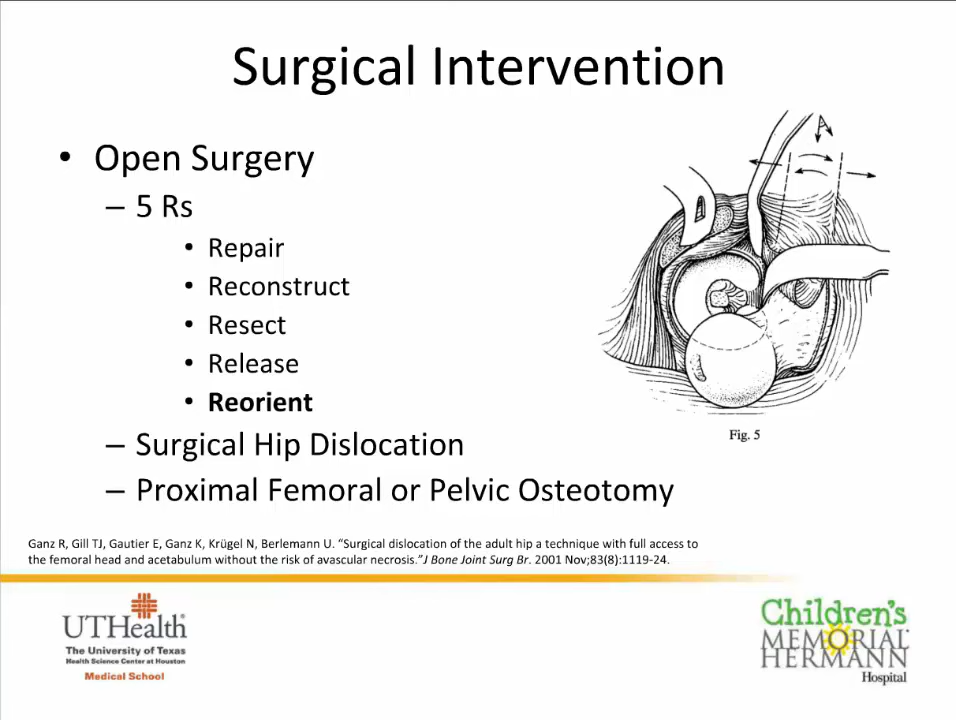 Surgical Intervention
• Open Surgery
– 5 Rs
• Repair
• Reconstruct
• Resect
• Release
• Reorient
– Surgical Hip Dislocation
– Proximal Femoral or Pelvic Osteotomy
Fig. 5
Ganz R, Gill TJ, Gautier E, Ganz K, Krügel N, Berlemann U. “Surgical dislocation of the adult hip a technique with full access to
the femoral head and acetabulum without the risk of avascular necrosis.” J Bone Joint Surg Br. 2001 Nov;83(8):1119-24.
UTHealth
The University of Texas
Health Science Center at Houston
Medical School
Children's
MEMORIAL
HERMANN
Hospital